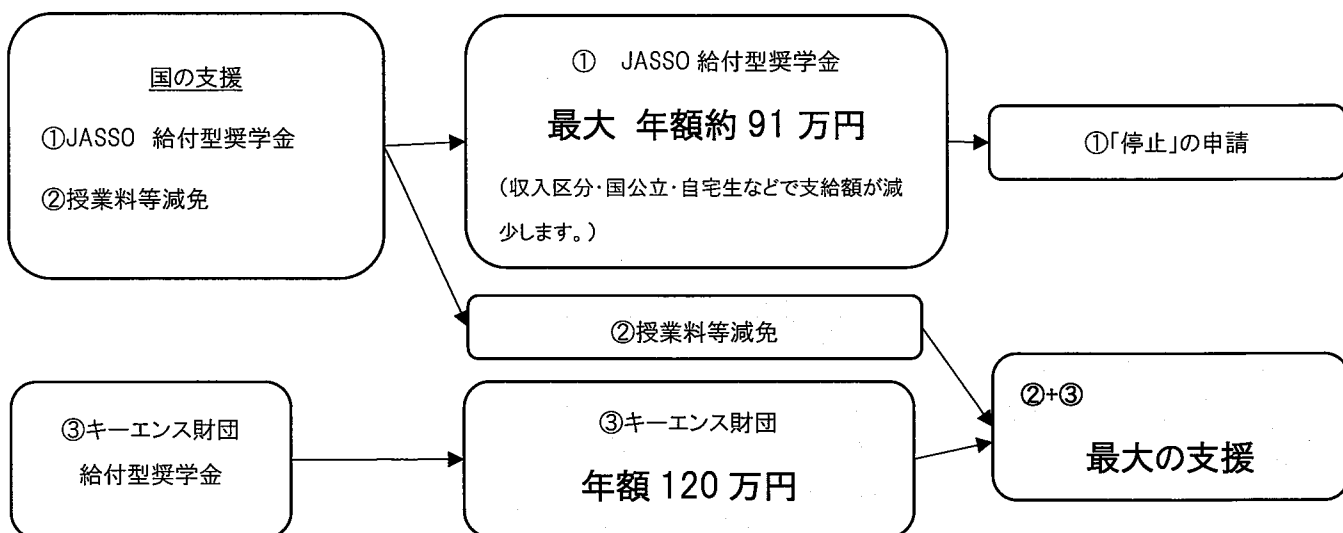 国の支援
①JASSO 給付型奨学金
②授業料等減免
① JASSO 給付型奨学金
最大 年額約 91 万円
(収入区分・国公立・自宅生などで支給額が減
少します。)
①「停止」の申請
②授業料等減免
③キーエンス財団
給付型奨学金
③キーエンス財団
年額 120 万円
②+③
最大の支援